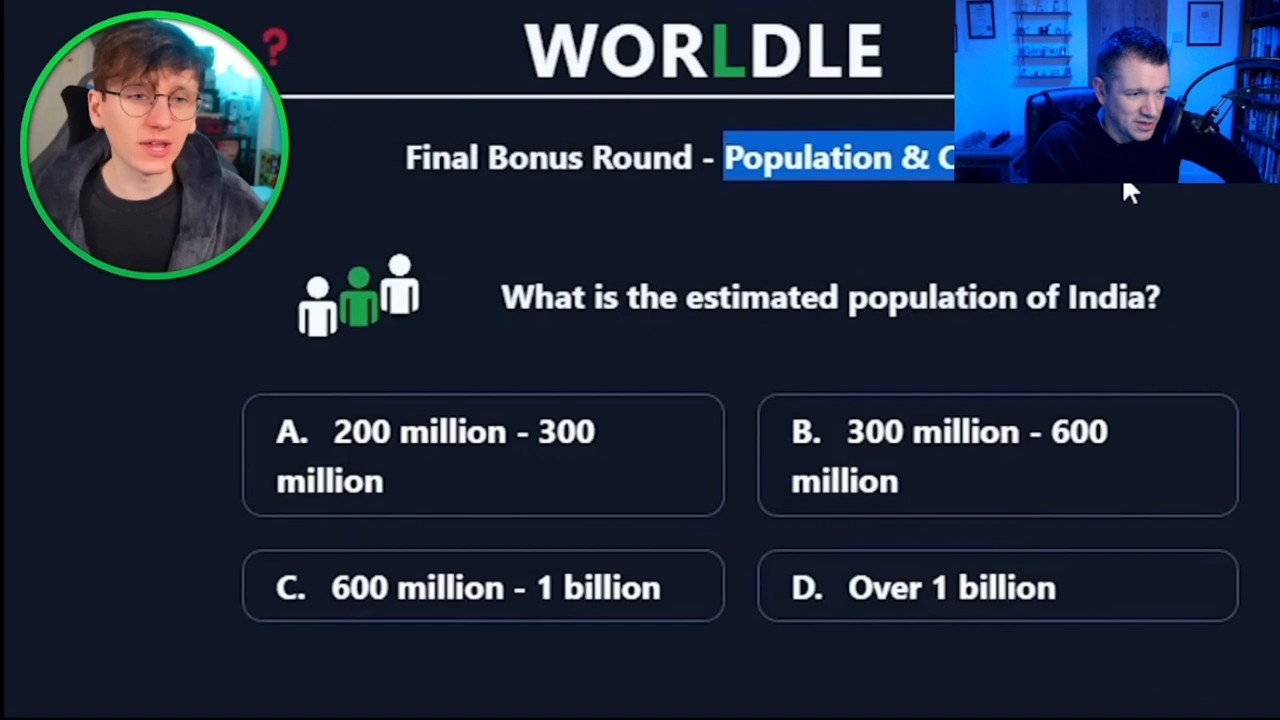 ?
WORLDLE
Final Bonus Round - Population & C
What is the estimated population of India?
A. 200 million - 300
million
B. 300 million - 600
million
C. 600 million - 1 billion
D. Over 1 billion